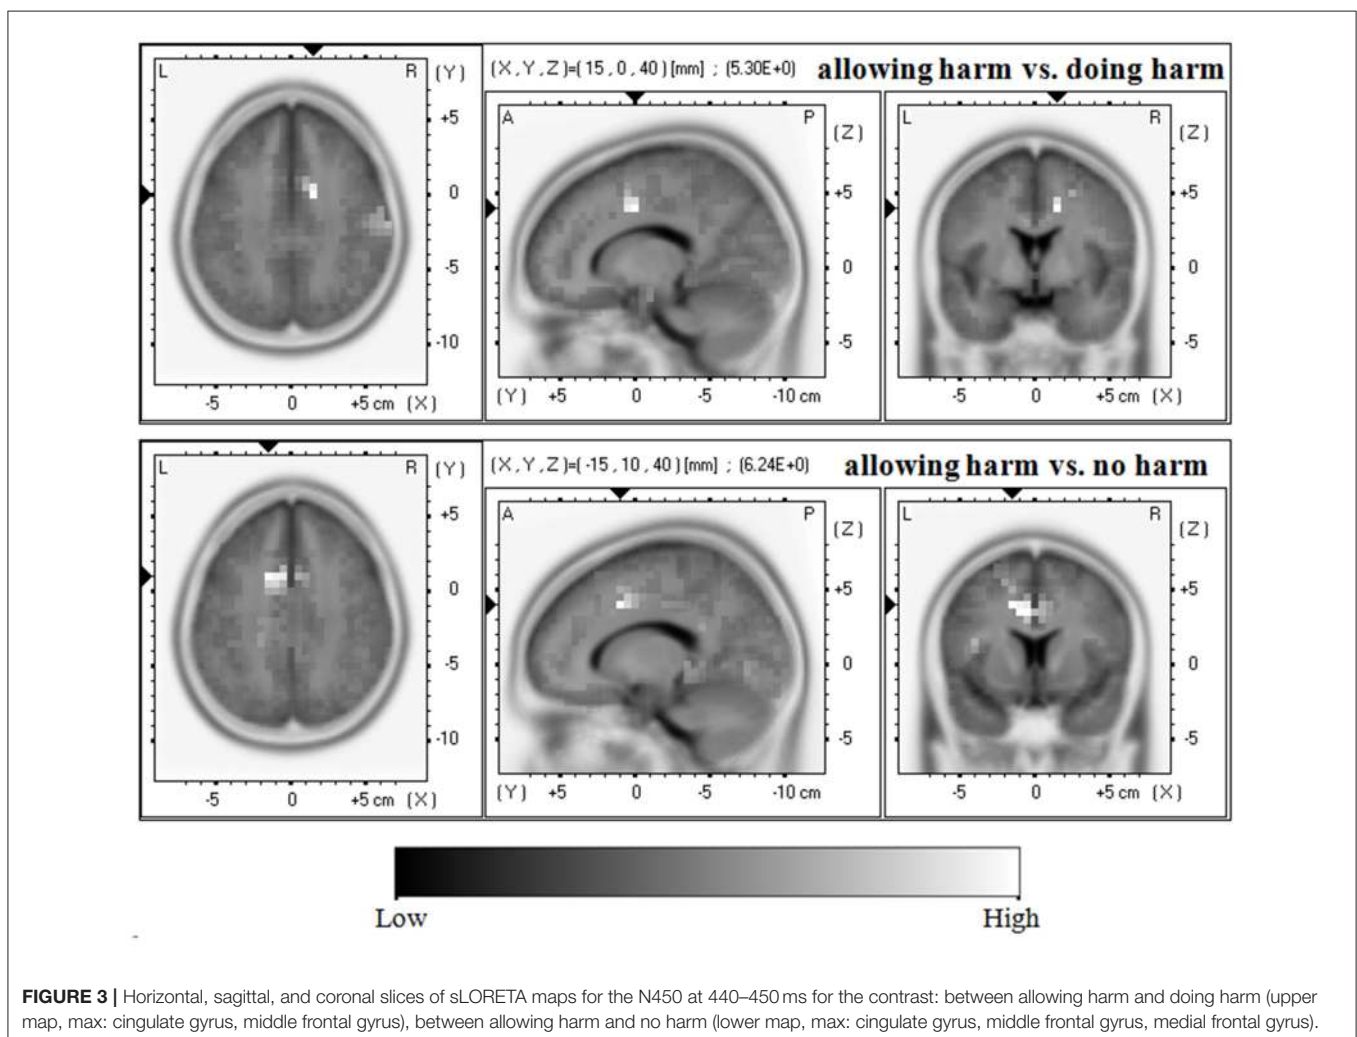 (X,Y,Z)=(15,0,40)[mm] ; (5.30E+0) allowing harm vs. doing harm
L R (Y)
+5
0
-5
-10
-5 0 +5 cm (X)
A P (Z)
+5
0
-5
(Y) +5 0 -5 -10 cm
L R (Z)
+5
0
-5
-5 0 +5 cm (X)
(X,Y,Z)=(-15,10,40)[mm] ; (6.24E+0) allowing harm vs. no harm
L R (Y)
+5
0
-5
-10
-5 0 +5 cm (X)
A P (Z)
+5
0
-5
(Y) +5 0 -5 -10 cm
L R (Z)
+5
0
-5
-5 0 +5 cm (X)
Low High
FIGURE 3 | Horizontal, sagittal, and coronal slices of sLORETA maps for the N450 at 440–450 ms for the contrast: between allowing harm and doing harm (upper
map, max: cingulate gyrus, middle frontal gyrus), between allowing harm and no harm (lower map, max: cingulate gyrus, middle frontal gyrus, medial frontal gyrus).